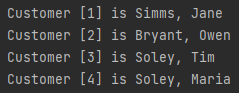 Customer [1] is Simms, Jane
Customer [2] is Bryant, Owen
Customer [3] is Soley, Tim
Customer [4] is Soley, Maria